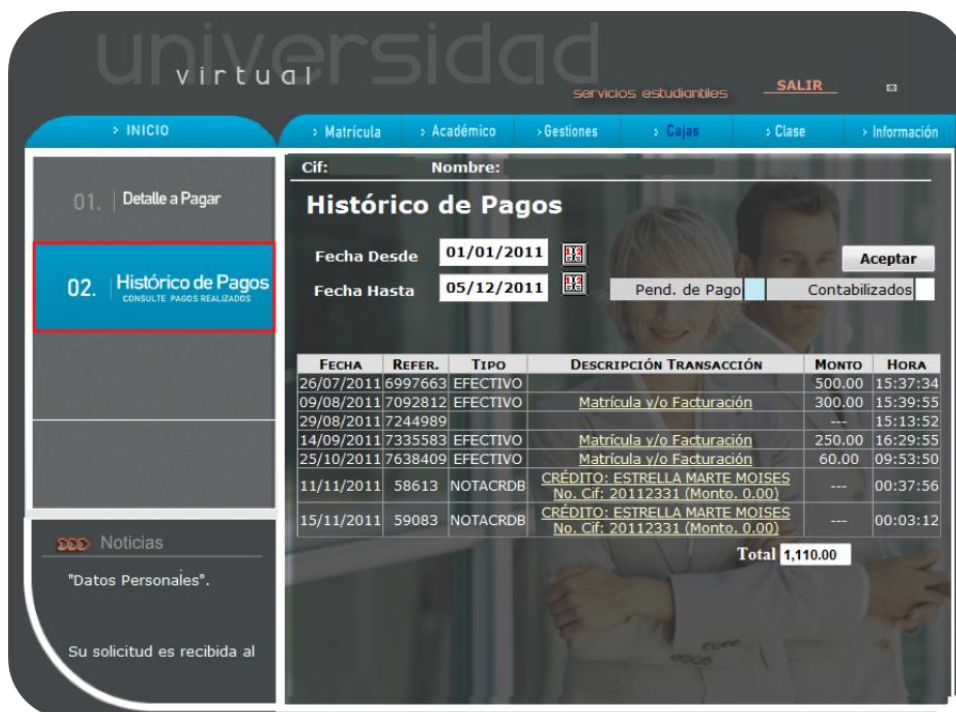 universidad
virtual
servicios estudiantiles
SALIR
> INICIO
> Matrícula > Académico > Gestiones > Cajas > Clase > Información
01. Detalle a Pagar
02. Histórico de Pagos
CONSULTE PAGOS REALIZADOS
Cif: Nombre:
Histórico de Pagos
Fecha Desde 01/01/2011
Aceptar
Fecha Hasta 05/12/2011 Pend. de Pago Contabilizados
FECHA REFER. TIPO DESCRIPCIÓN TRANSACCIÓN MONTO HORA
26/07/2011 6997663 EFECTIVO 500.00 15:37:34
09/08/2011 7092812 EFECTIVO Matrícula y/o Facturación 300.00 15:39:55
29/08/2011 7244989 --- 15:13:52
14/09/2011 7335583 EFECTIVO Matrícula y/o Facturación 250.00 16:29:55
25/10/2011 7638409 EFECTIVO Matrícula y/o Facturación 60.00 09:53:50
11/11/2011 58613 NOTACRDB CRÉDITO: ESTRELLA MARTE MOISES --- 00:37:56
No. Cif: 20112331 (Monto. 0.00)
15/11/2011 59083 NOTACRDB CRÉDITO: ESTRELLA MARTE MOISES --- 00:03:12
No. Cif: 20112331 (Monto. 0.00)
Total 1,110.00
Noticias
"Datos Personales".
Su solicitud es recibida al